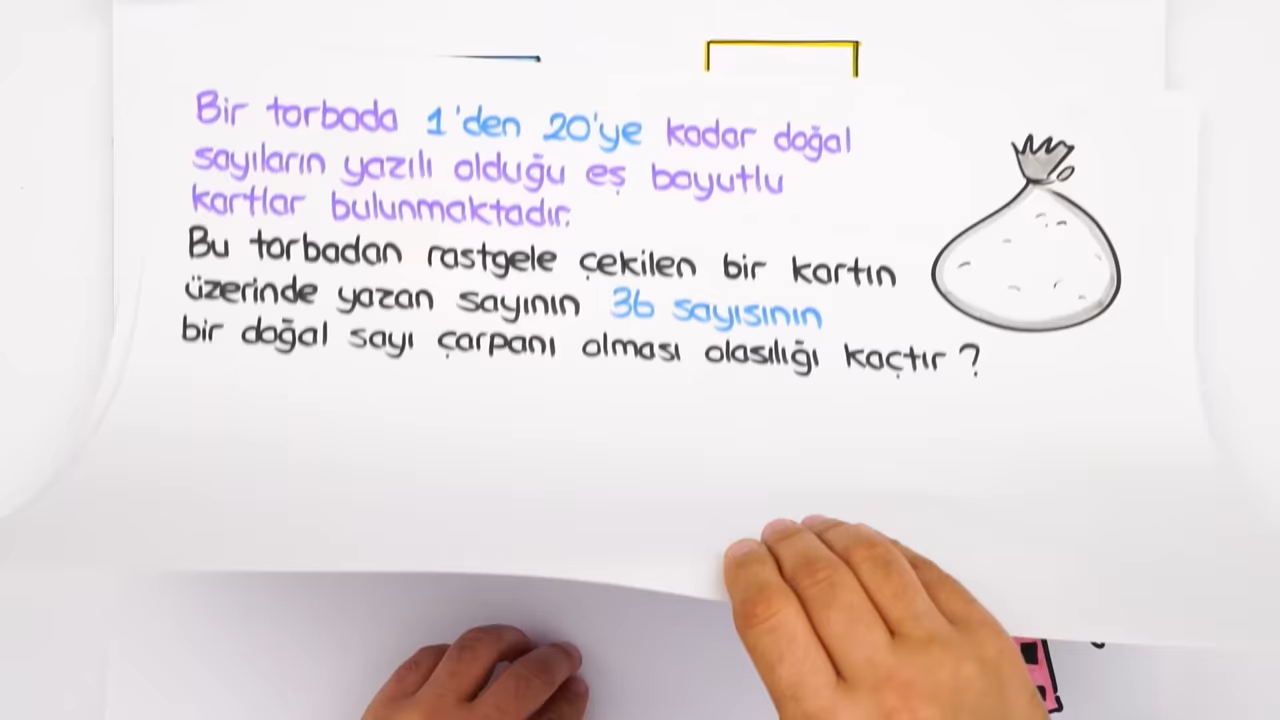 Bir torbada 1'den 20'ye kadar doğal
sayıların yazılı olduğu eş boyutlu
kartlar bulunmaktadır.
Bu torbadan rastgele çekilen bir kartın
üzerinde yazan sayının 36 sayısının
bir doğal sayı çarpanı olması olasılığı kaçtır ?